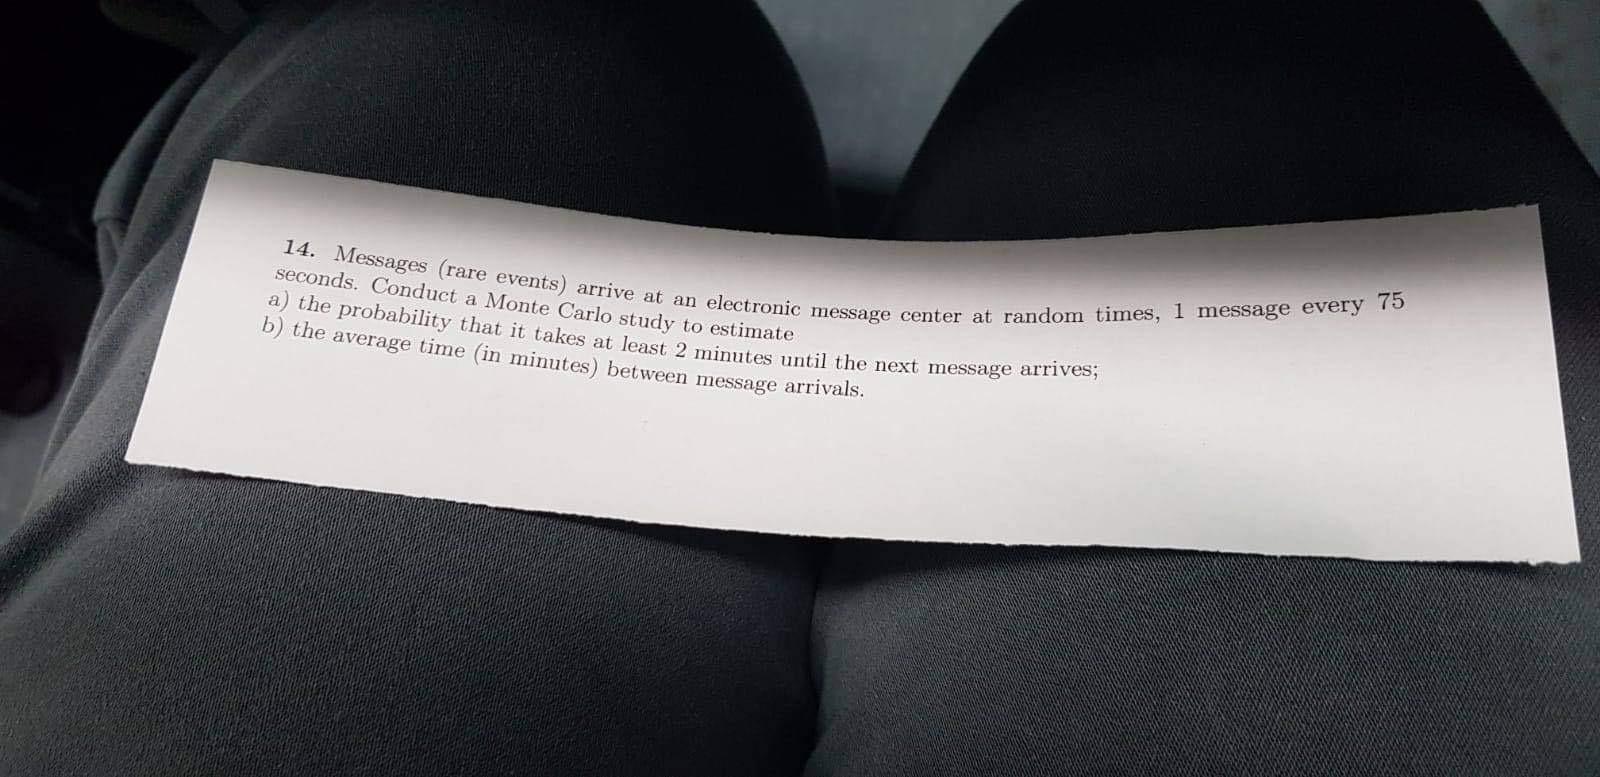 14. Messages (rare events) arrive at an electronic message center at random times, 1 message every 75
seconds. Conduct a Monte Carlo study to estimate
a) the probability that it takes at least 2 minutes until the next message arrives;
b) the average time (in minutes) between message arrivals.